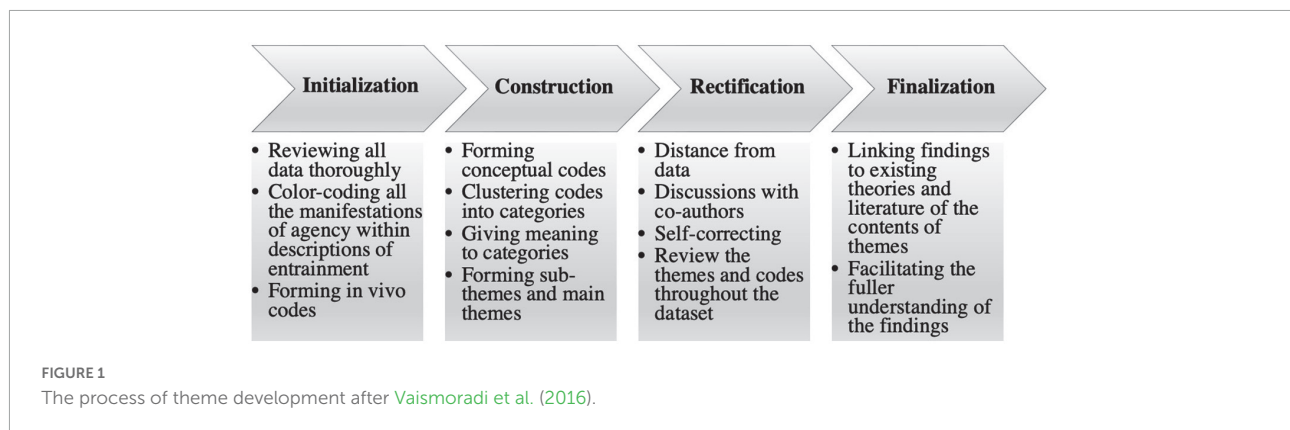 Initialization
Construction
Rectification
Finalization
• Reviewing all
data thoroughly
• Color-coding all
the manifestations
of agency within
descriptions of
entrainment
• Forming in vivo
codes
• Forming
conceptual codes
• Clustering codes
into categories
• Giving meaning
to categories
• Forming sub-
themes and main
themes
• Distance from
data
• Discussions with
co-authors
• Self-correcting
• Review the
themes and codes
throughout the
dataset
• Linking findings
to existing
theories and
literature of the
contents of
themes
• Facilitating the
fuller
understanding of
the findings
FIGURE 1
The process of theme development after Vaismoradi et al. (2016).